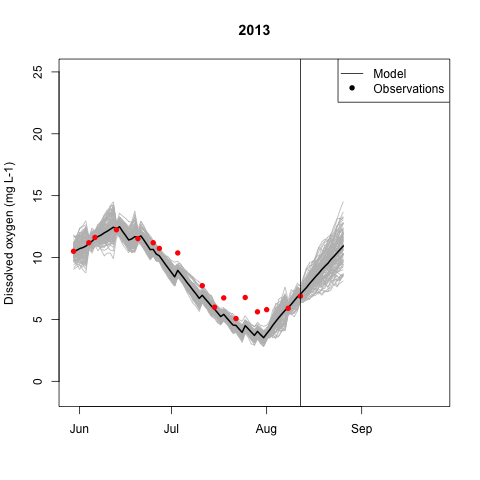 2013
Model
Observations
Dissolved oxygen (mg L-1)
25
20
15
10
5
0
Jun
Jul
Aug
Sep